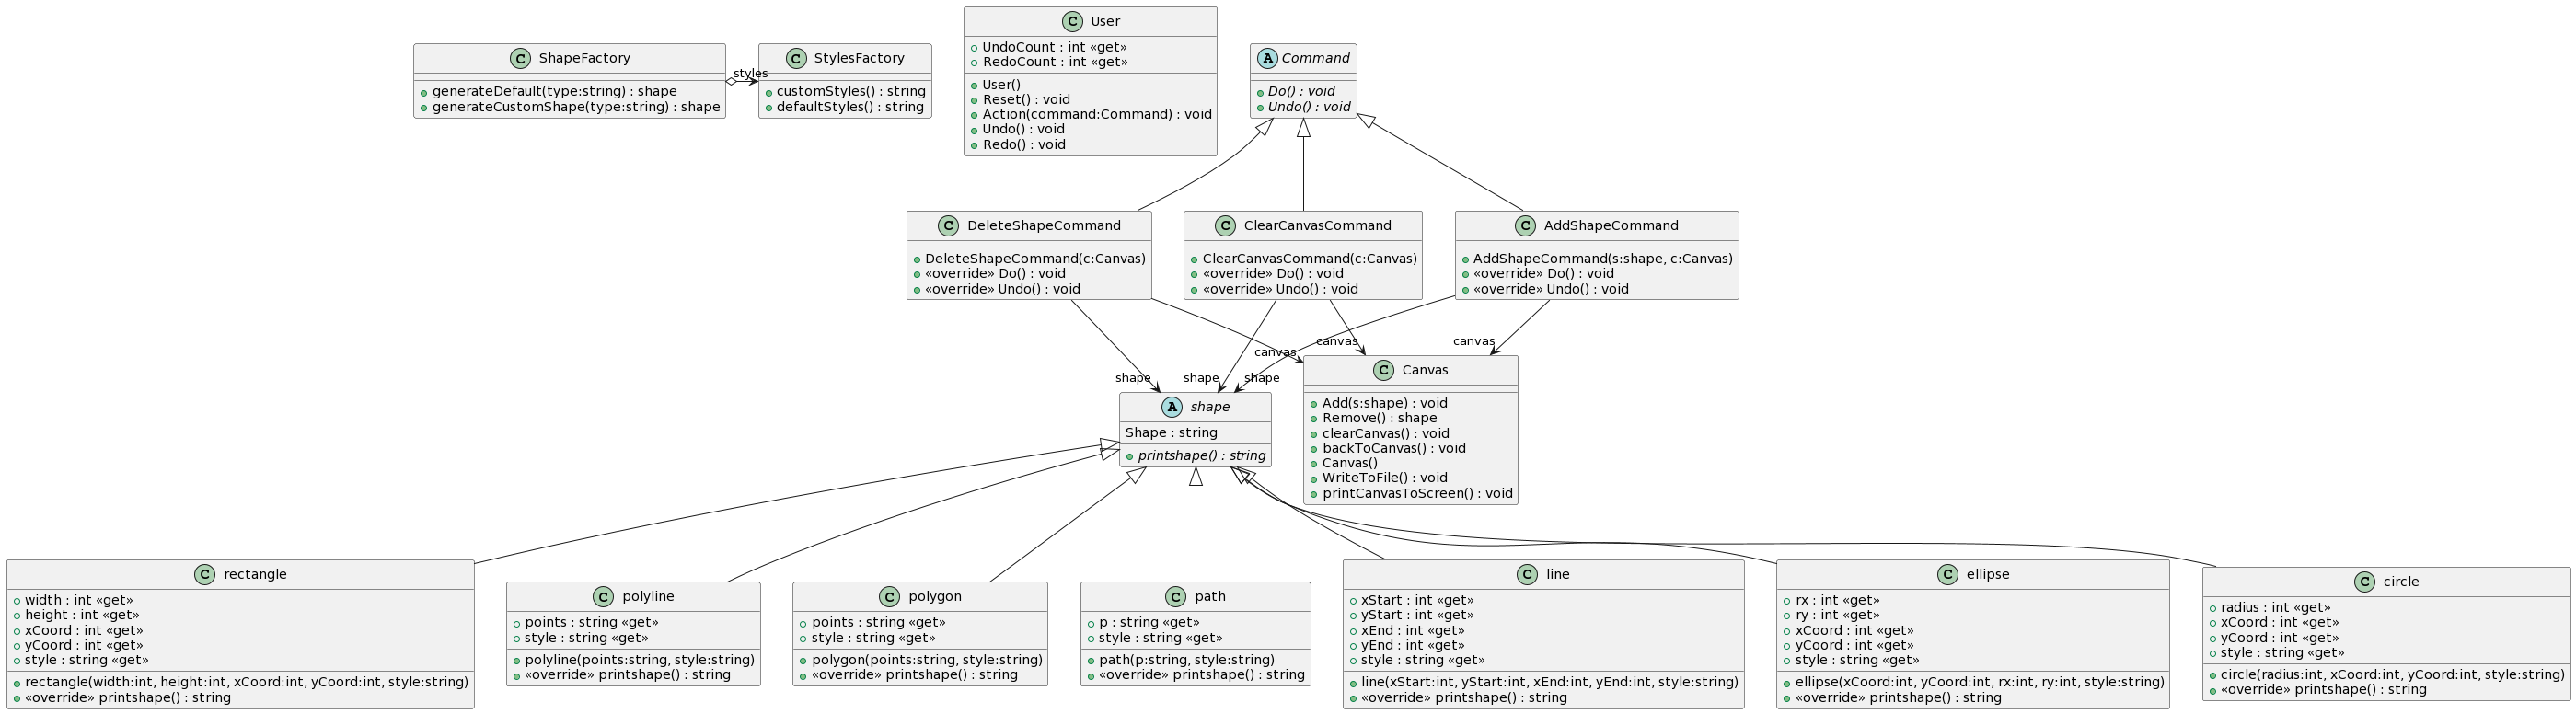 C ShapeFactory
generateDefault(type:string) : shape
generateCustomShape(type:string) : shape
styles
C StylesFactory
customStyles() : string
defaultStyles() : string
C User
UndoCount : int «get»
RedoCount : int «get»
User()
Reset() : void
Action(command:Command) : void
Undo() : void
Redo() : void
A Command
Do() : void
Undo() : void
C DeleteShapeCommand
DeleteShapeCommand(c:Canvas)
«override» Do() : void
«override» Undo() : void
C ClearCanvasCommand
ClearCanvasCommand(c:Canvas)
«override» Do() : void
«override» Undo() : void
C AddShapeCommand
AddShapeCommand(s:shape, c:Canvas)
«override» Do() : void
«override» Undo() : void
shape
shape
shape
canvas
canvas
canvas
A shape
Shape : string
printshape() : string
C Canvas
Add(s:shape) : void
Remove() : shape
clearCanvas() : void
backToCanvas() : void
Canvas()
WriteToFile() : void
printCanvasToScreen() : void
C rectangle
width : int «get»
height : int «get»
xCoord : int «get»
yCoord : int «get»
style : string «get»
rectangle(width:int, height:int, xCoord:int, yCoord:int, style:string)
«override» printshape() : string
C polyline
points : string «get»
style : string «get»
polyline(points:string, style:string)
«override» printshape() : string
C polygon
points : string «get»
style : string «get»
polygon(points:string, style:string)
«override» printshape() : string
C path
p : string «get»
style : string «get»
path(p:string, style:string)
«override» printshape() : string
C line
xStart : int «get»
yStart : int «get»
xEnd : int «get»
yEnd : int «get»
style : string «get»
line(xStart:int, yStart:int, xEnd:int, yEnd:int, style:string)
«override» printshape() : string
C ellipse
rx : int «get»
ry : int «get»
xCoord : int «get»
yCoord : int «get»
style : string «get»
ellipse(xCoord:int, yCoord:int, rx:int, ry:int, style:string)
«override» printshape() : string
C circle
radius : int «get»
xCoord : int «get»
yCoord : int «get»
style : string «get»
circle(radius:int, xCoord:int, yCoord:int, style:string)
«override» printshape() : string